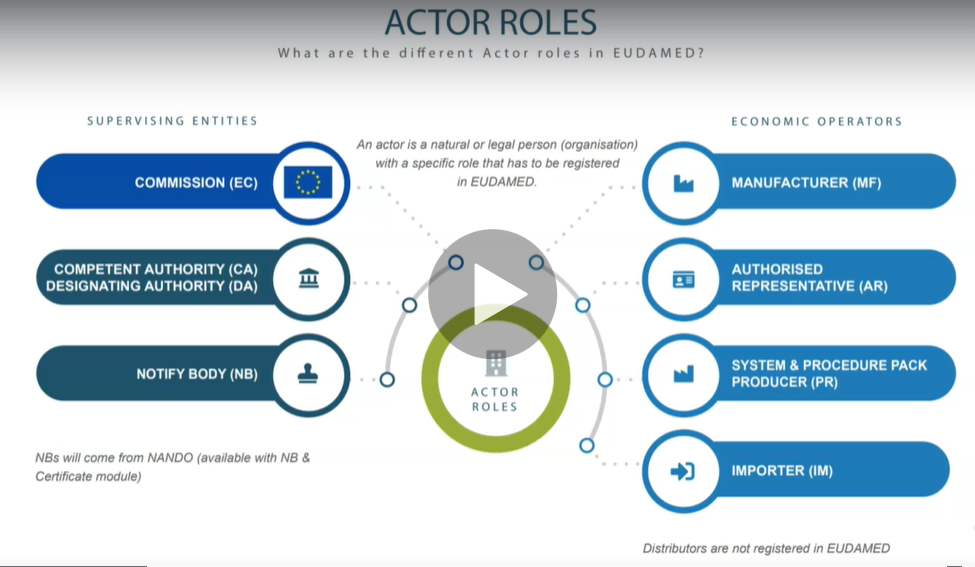 ACTOR ROLES
What are the different Actor roles in EUDAMED?
SUPERVISING ENTITIES
ECONOMIC OPERATORS
An actor is a natural or legal person (organisation)
with a specific role that has to be registered
in EUDAMED.
COMMISSION (EC)
COMPETENT AUTHORITY (CA)
DESIGNATING AUTHORITY (DA)
NOTIFY BODY (NB)
NBs will come from NANDO (available with NB &
Certificate module)
ACTOR
ROLES
MANUFACTURER (MF)
AUTHORISED
REPRESENTATIVE (AR)
SYSTEM & PROCEDURE PACK
PRODUCER (PR)
IMPORTER (IM)
Distributors are not registered in EUDAMED